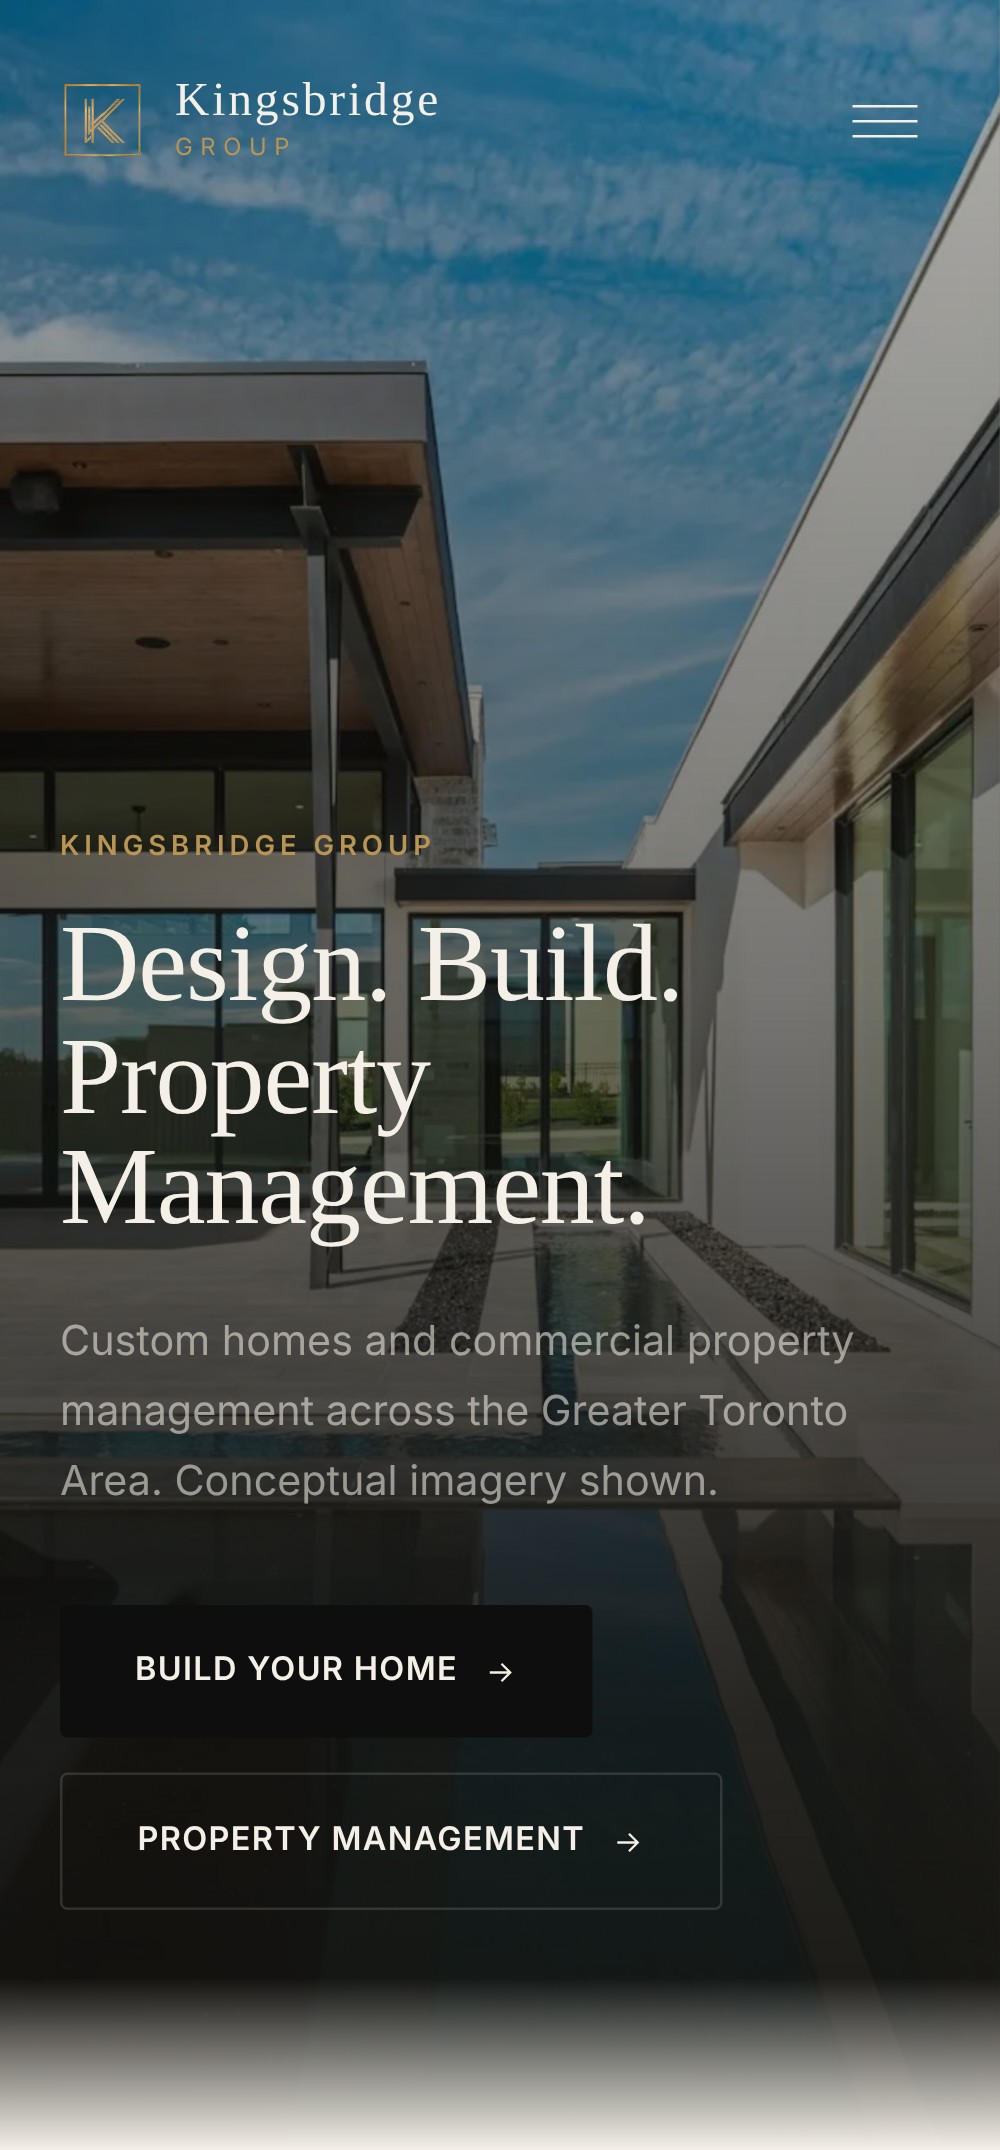 K
Kingsbridge
GROUP
KINGSBRIDGE GROUP
Design. Build.
Property
Management.
Custom homes and commercial property
management across the Greater Toronto
Area. Conceptual imagery shown.
BUILD YOUR HOME →
PROPERTY MANAGEMENT →